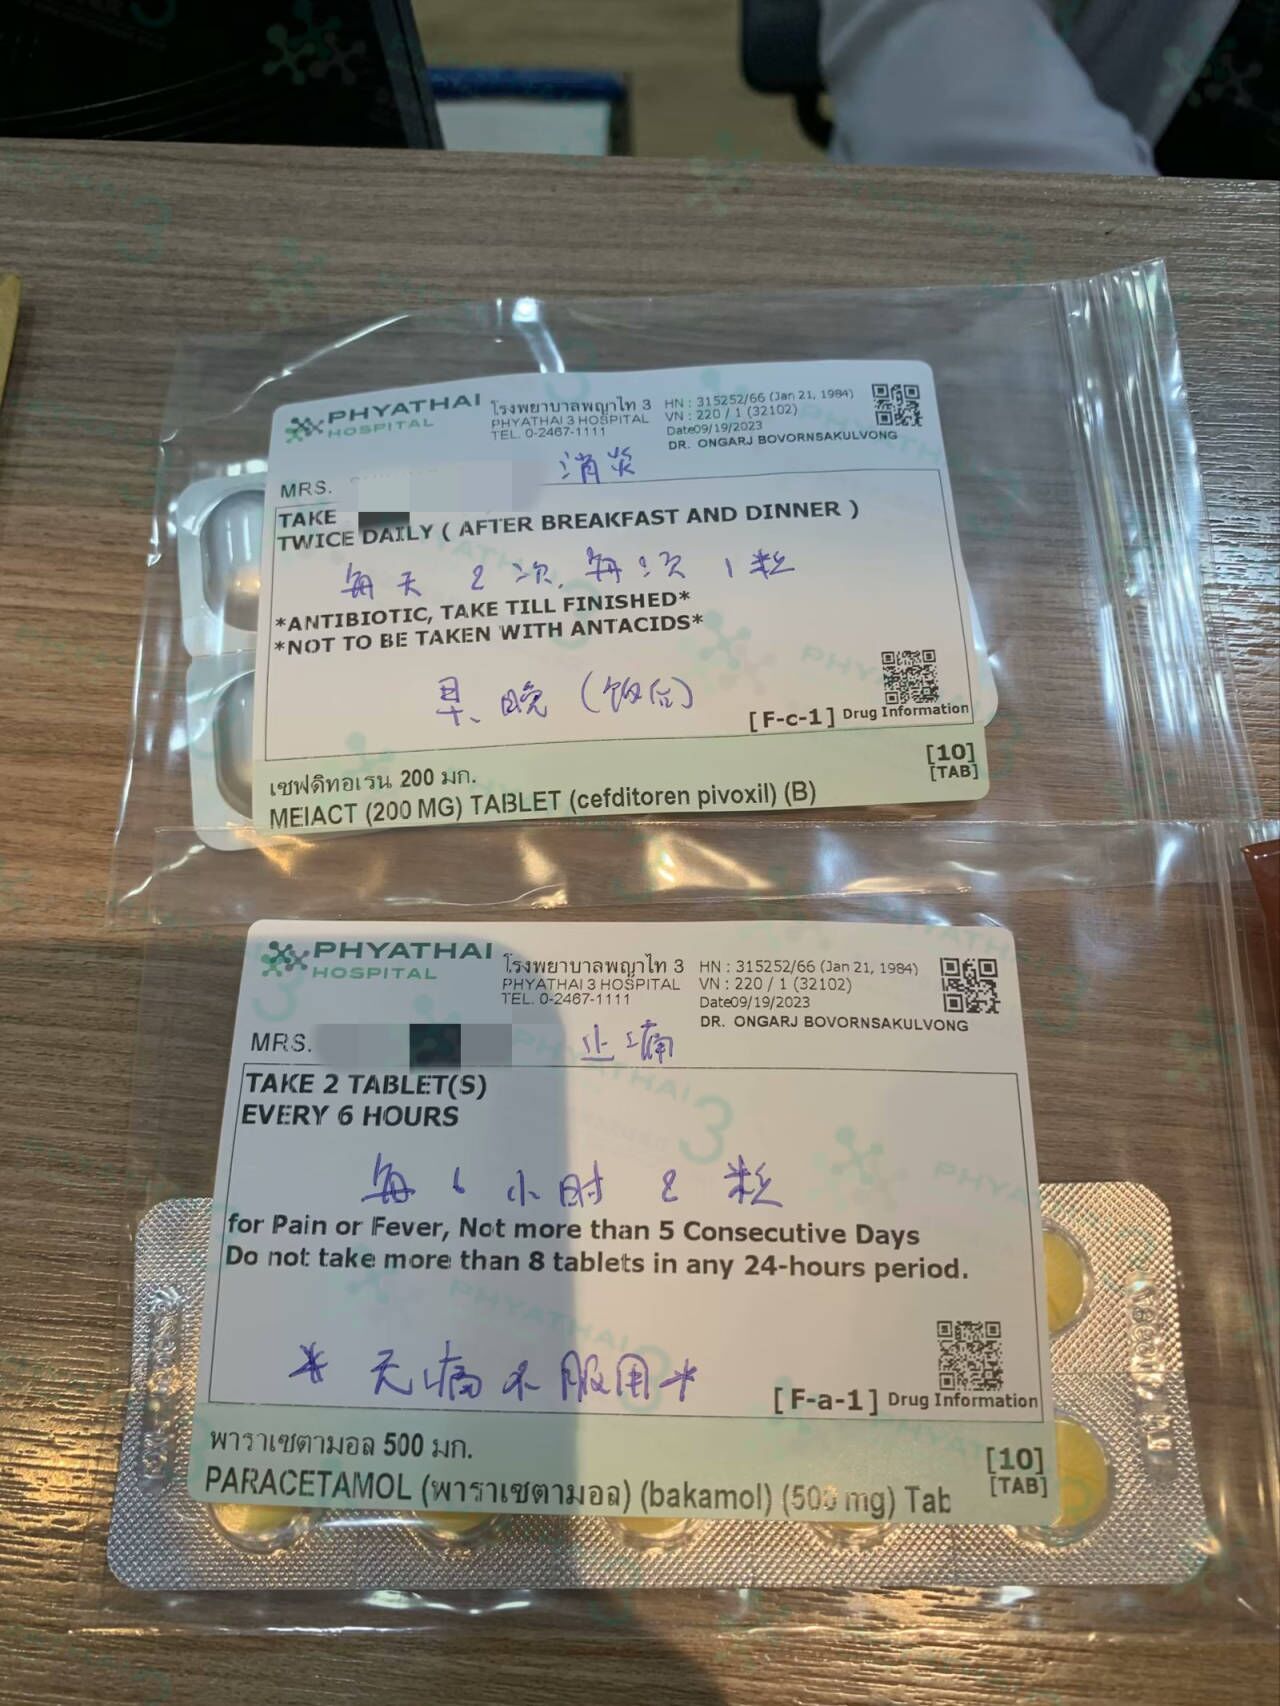 PHYATHAI
HOSPITAL
โรงพยาบาลพญาไท 3
PHYATHAI 3 HOSPITAL
TEL. 0-2467-1111
HN : 315252/66 (Jan 21, 1984)
VN : 220 / 1 (32102)
Date09/19/2023
DR. ONGARJ BOVORNSAKULVONG
MRS.
消炎
TAKE
TWICE DAILY ( AFTER BREAKFAST AND DINNER )
每天 2 次. 每次 1 粒
*ANTIBIOTIC, TAKE TILL FINISHED*
*NOT TO BE TAKEN WITH ANTACIDS*
早、晚 (饭后)
[ F-c-1 ] Drug Information
เซฟดิทอเรน 200 มก.
[10]
[TAB]
MEIACT (200 MG) TABLET (cefditoren pivoxil) (B)
PHYATHAI
HOSPITAL
โรงพยาบาลพญาไท 3
PHYATHAI 3 HOSPITAL
TEL. 0-2467-1111
HN : 315252/66 (Jan 21, 1984)
VN : 220 / 1 (32102)
Date09/19/2023
DR. ONGARJ BOVORNSAKULVONG
MRS.
止痛
TAKE 2 TABLET(S)
EVERY 6 HOURS
每 6 小时 2 粒
for Pain or Fever, Not more than 5 Consecutive Days
Do not take more than 8 tablets in any 24-hours period.
* 无痛不服用 *
[ F-a-1 ] Drug Information
พาราเซตามอล 500 มก.
[10]
[TAB]
PARACETAMOL (พาราเซตามอล) (bakamol) (500 mg) Tab